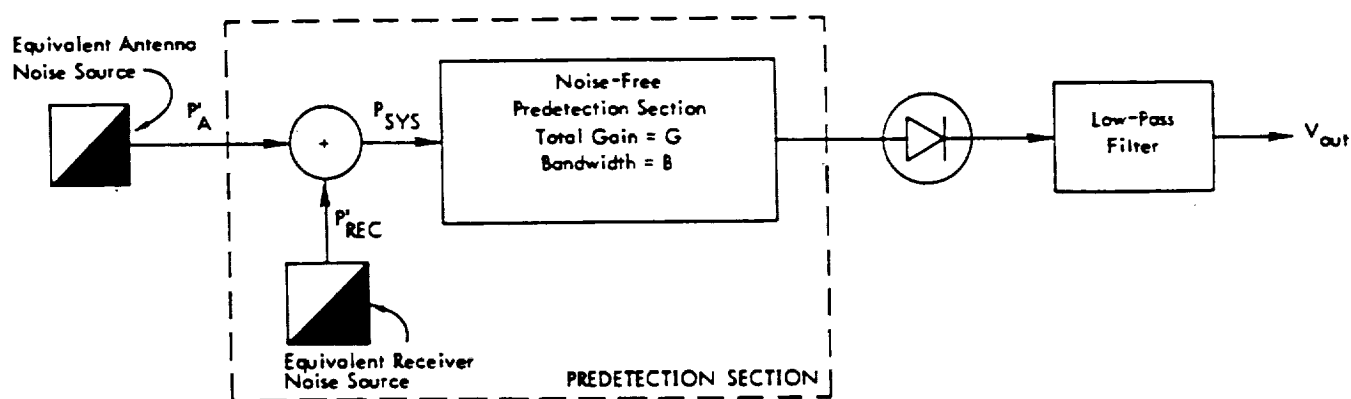 Equivalent Antenna
Noise Source
P'A
+
PSYS
Noise-Free
Predetection Section
Total Gain = G
Bandwidth = B
Low-Pass
Filter
Vout
P'REC
Equivalent Receiver
Noise Source
PREDETECTION SECTION